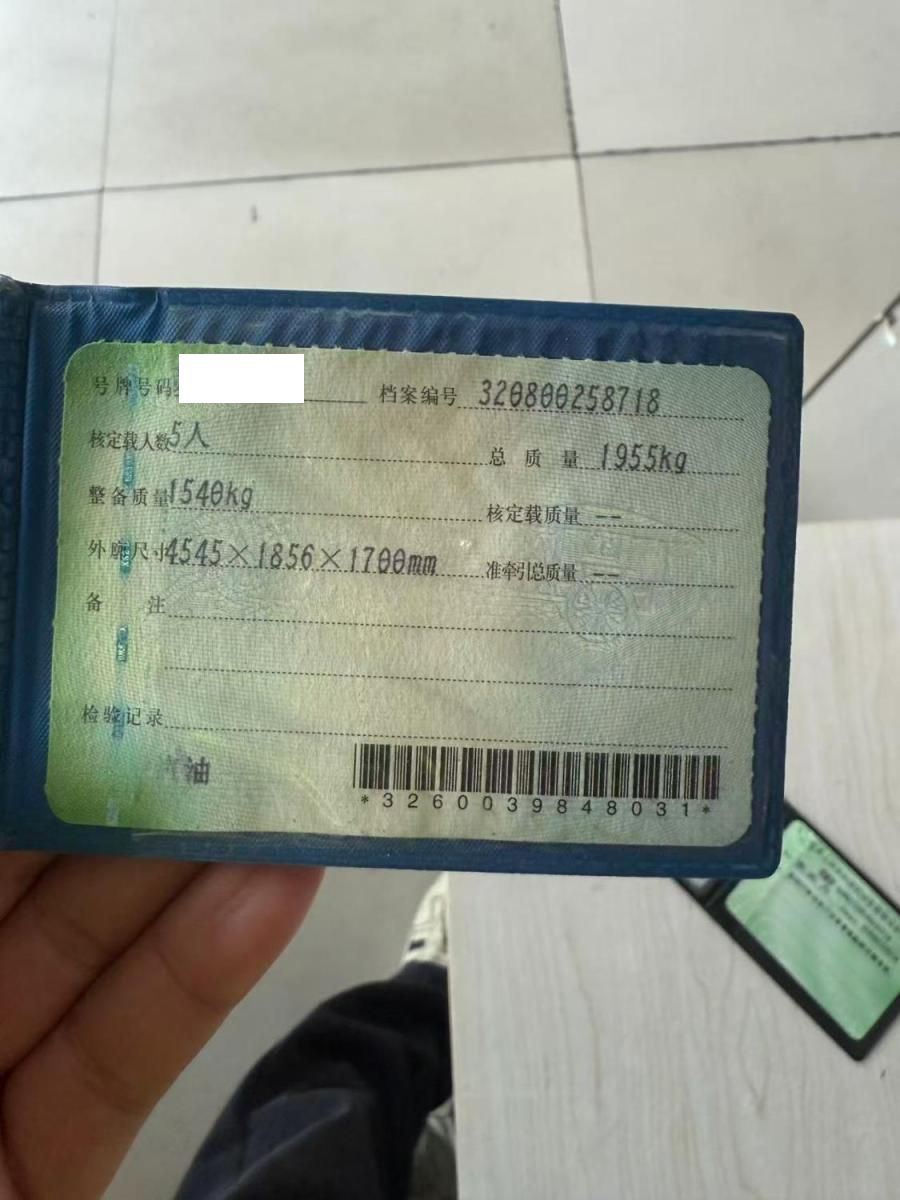 号牌号码 档案编号 320800258718
核定载人数 5人 总质量 1955kg
整备质量 1540kg 核定载质量 --
外廓尺寸 4545×1856×1700mm 准牵引总质量 --
备注
检验记录
汽油
*3260039848031*